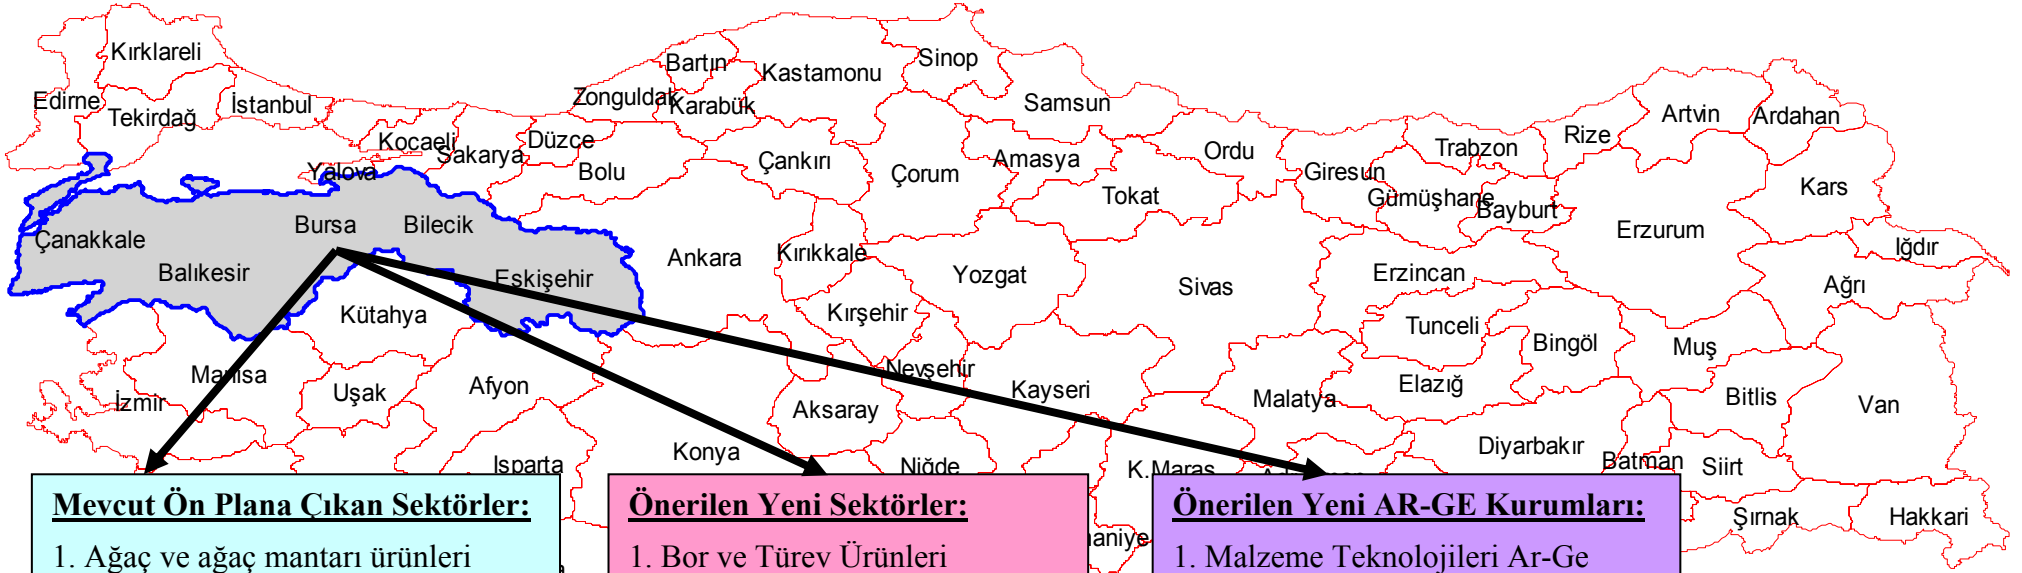 Kırklareli
Edirne
Tekirdağ
İstanbul
Kocaeli
Yalova
Sakarya
Düzce
Bolu
Zonguldak
Bartın
Karabük
Kastamonu
Sinop
Çankırı
Çorum
Samsun
Amasya
Tokat
Ordu
Giresun
Trabzon
Gümüşhane
Bayburt
Rize
Artvin
Ardahan
Kars
Erzurum
Iğdır
Ağrı
Çanakkale
Balıkesir
Bursa
Bilecik
Eskişehir
Kütahya
Ankara
Kırıkkale
Kırşehir
Yozgat
Sivas
Erzincan
Tunceli
Bingöl
Muş
Bitlis
Van
Manisa
İzmir
Uşak
Afyon
Isparta
Konya
Aksaray
Nevşehir
Niğde
Kayseri
K.Maraş
Malatya
Elazığ
Diyarbakır
Batman
Siirt
Şırnak
Hakkari
maniye
Mevcut Ön Plana Çıkan Sektörler:
1. Ağaç ve ağaç mantarı ürünleri
Önerilen Yeni Sektörler:
1. Bor ve Türev Ürünleri
Önerilen Yeni AR-GE Kurumları:
1. Malzeme Teknolojileri Ar-Ge